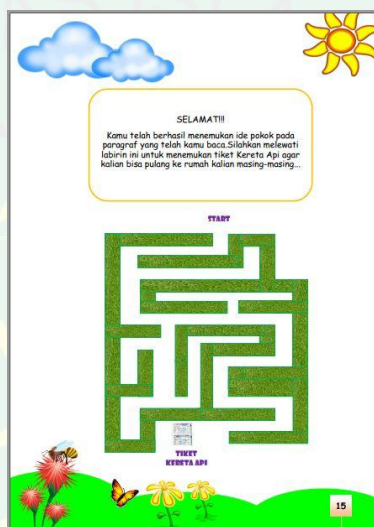 SELAMAT!!!
Kamu telah berhasil menemukan ide pokok pada
paragraf yang telah kamu baca.Silahkan melewati
labirin ini untuk menemukan tiket Kereta Api agar
kalian bisa pulang ke rumah kalian masing-masing...
START
TIKET
KERETA API
15